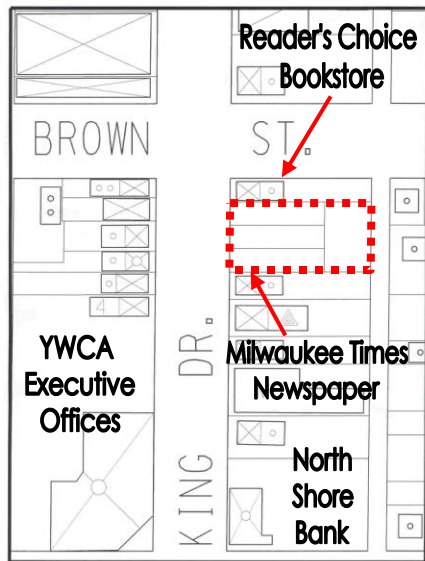 Reader's Choice
Bookstore
BROWN ST.
4
YWCA
Executive
Offices
KING DR.
Milwaukee Times
Newspaper
North
Shore
Bank